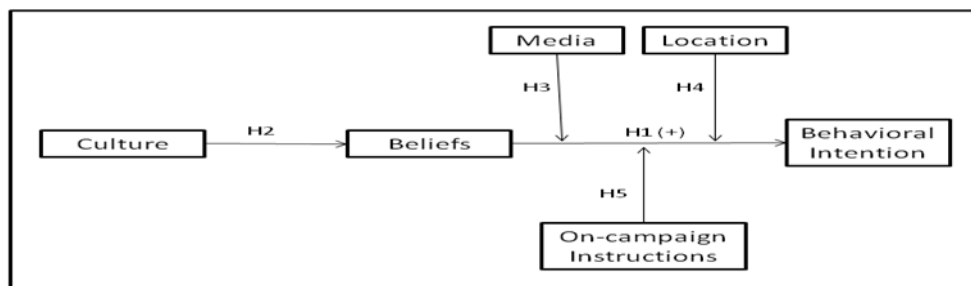 Media
Location
H3
H4
H2
H1 (+)
Culture
Beliefs
Behavioral
Intention
H5
On-campaign
Instructions